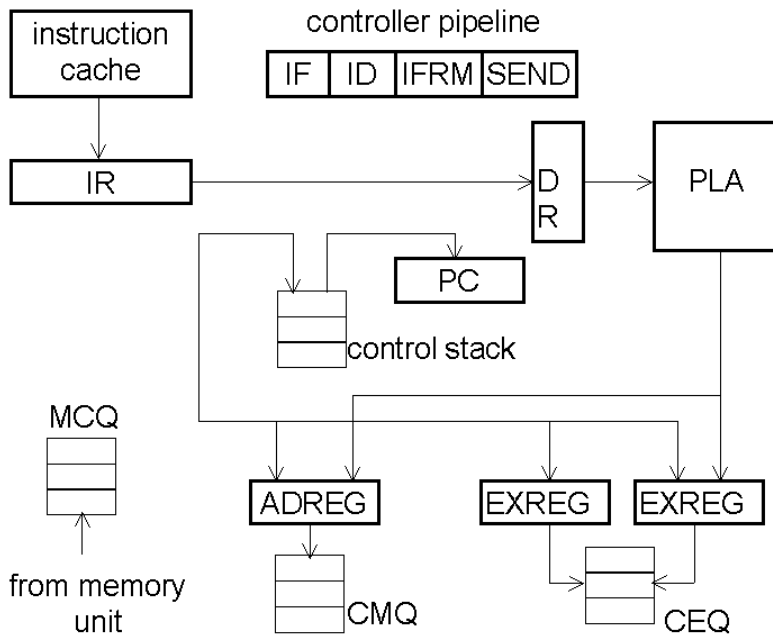 instruction
cache
controller pipeline
IF ID IFRM SEND
IR
D
R
PLA
PC
control stack
MCQ
ADREG
EXREG
EXREG
from memory
unit
CMQ
CEQ